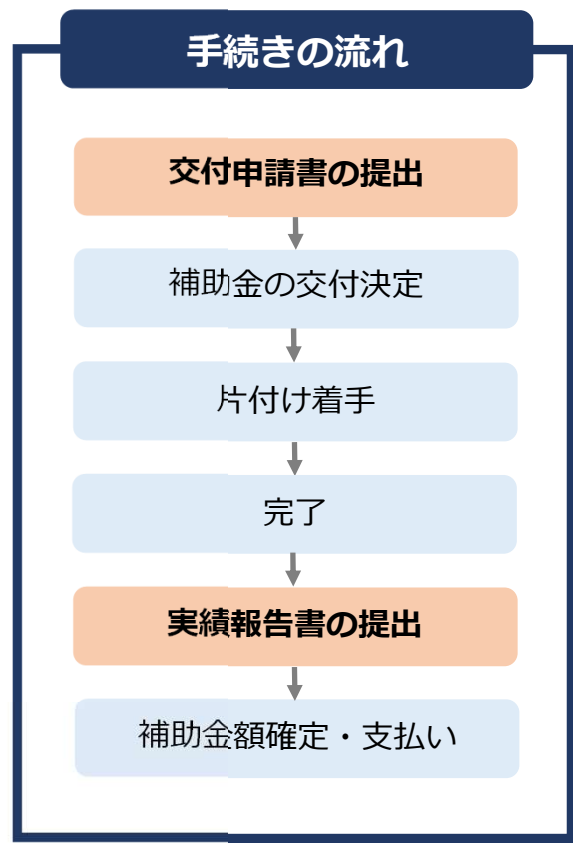 手続きの流れ
交付申請書の提出
補助金の交付決定
片付け着手
完了
実績報告書の提出
補助金額確定・支払い